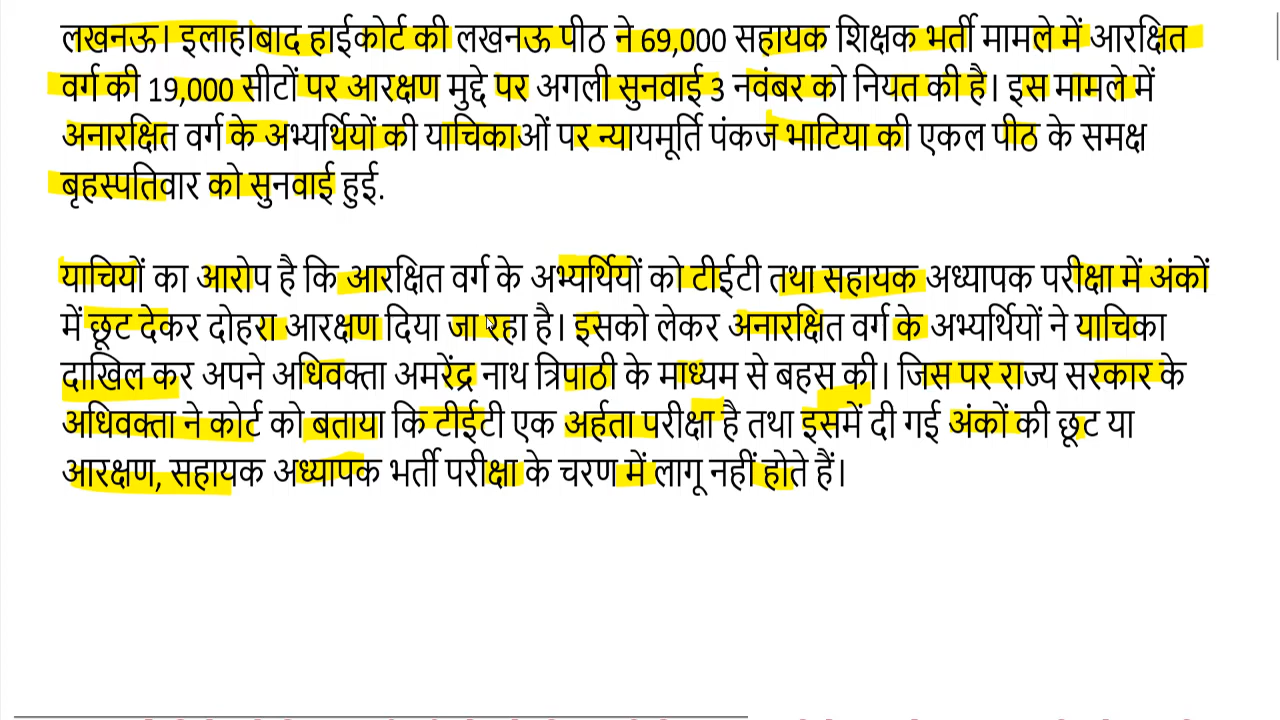 लखनऊ। इलाहाबाद हाईकोर्ट की लखनऊ पीठ ने 69,000 सहायक शिक्षक भर्ती मामले में आरक्षित
वर्ग की 19,000 सीटों पर आरक्षण मुद्दे पर अगली सुनवाई 3 नवंबर को नियत की है। इस मामले में
अनारक्षित वर्ग के अभ्यर्थियों की याचिकाओं पर न्यायमूर्ति पंकज भाटिया की एकल पीठ के समक्ष
बृहस्पतिवार को सुनवाई हुई.
याचियों का आरोप है कि आरक्षित वर्ग के अभ्यर्थियों को टीईटी तथा सहायक अध्यापक परीक्षा में अंकों
में छूट देकर दोहरा आरक्षण दिया जा रहा है। इसको लेकर अनारक्षित वर्ग के अभ्यर्थियों ने याचिका
दाखिल कर अपने अधिवक्ता अमरेंद्र नाथ त्रिपाठी के माध्यम से बहस की। जिस पर राज्य सरकार के
अधिवक्ता ने कोर्ट को बताया कि टीईटी एक अर्हता परीक्षा है तथा इसमें दी गई अंकों की छूट या
आरक्षण, सहायक अध्यापक भर्ती परीक्षा के चरण में लागू नहीं होते हैं।